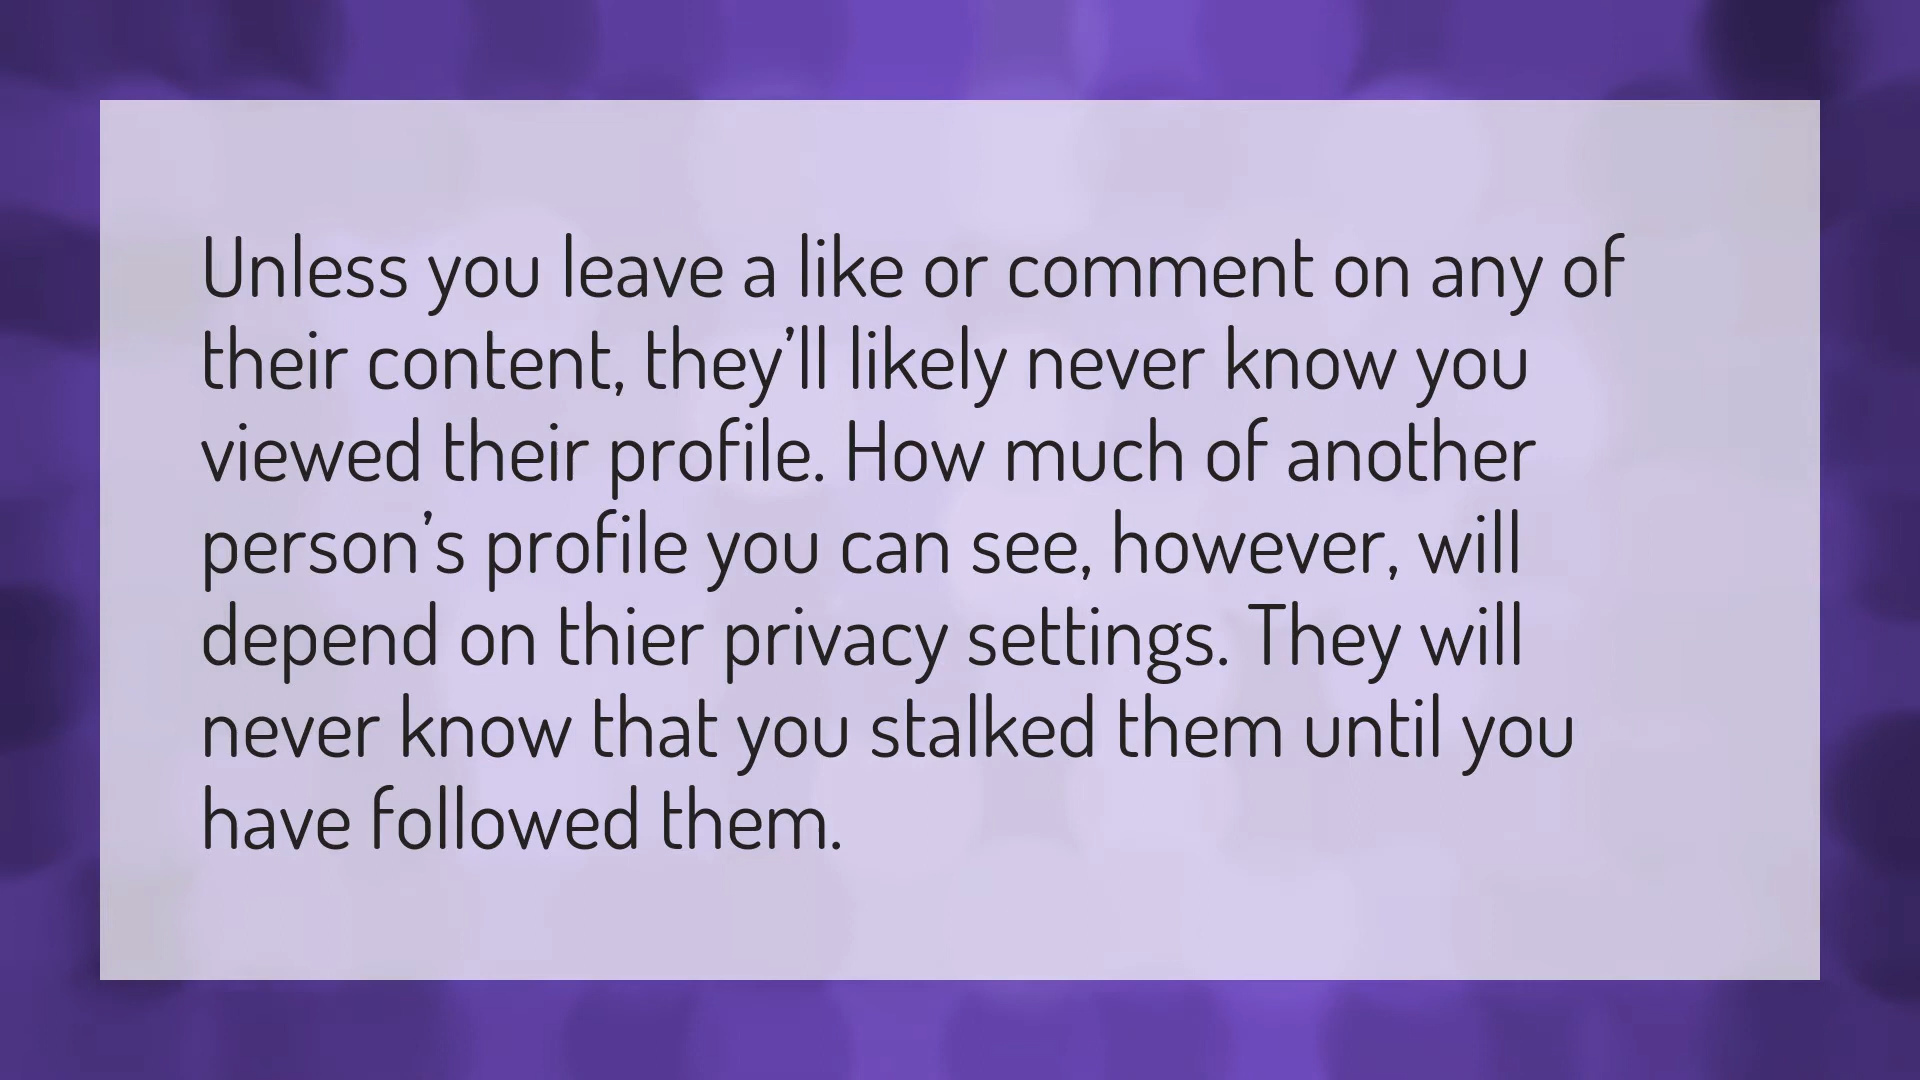 Unless you leave a like or comment on any of
their content, they’ll likely never know you
viewed their profile. How much of another
person’s profile you can see, however, will
depend on thier privacy settings. They will
never know that you stalked them until you
have followed them.